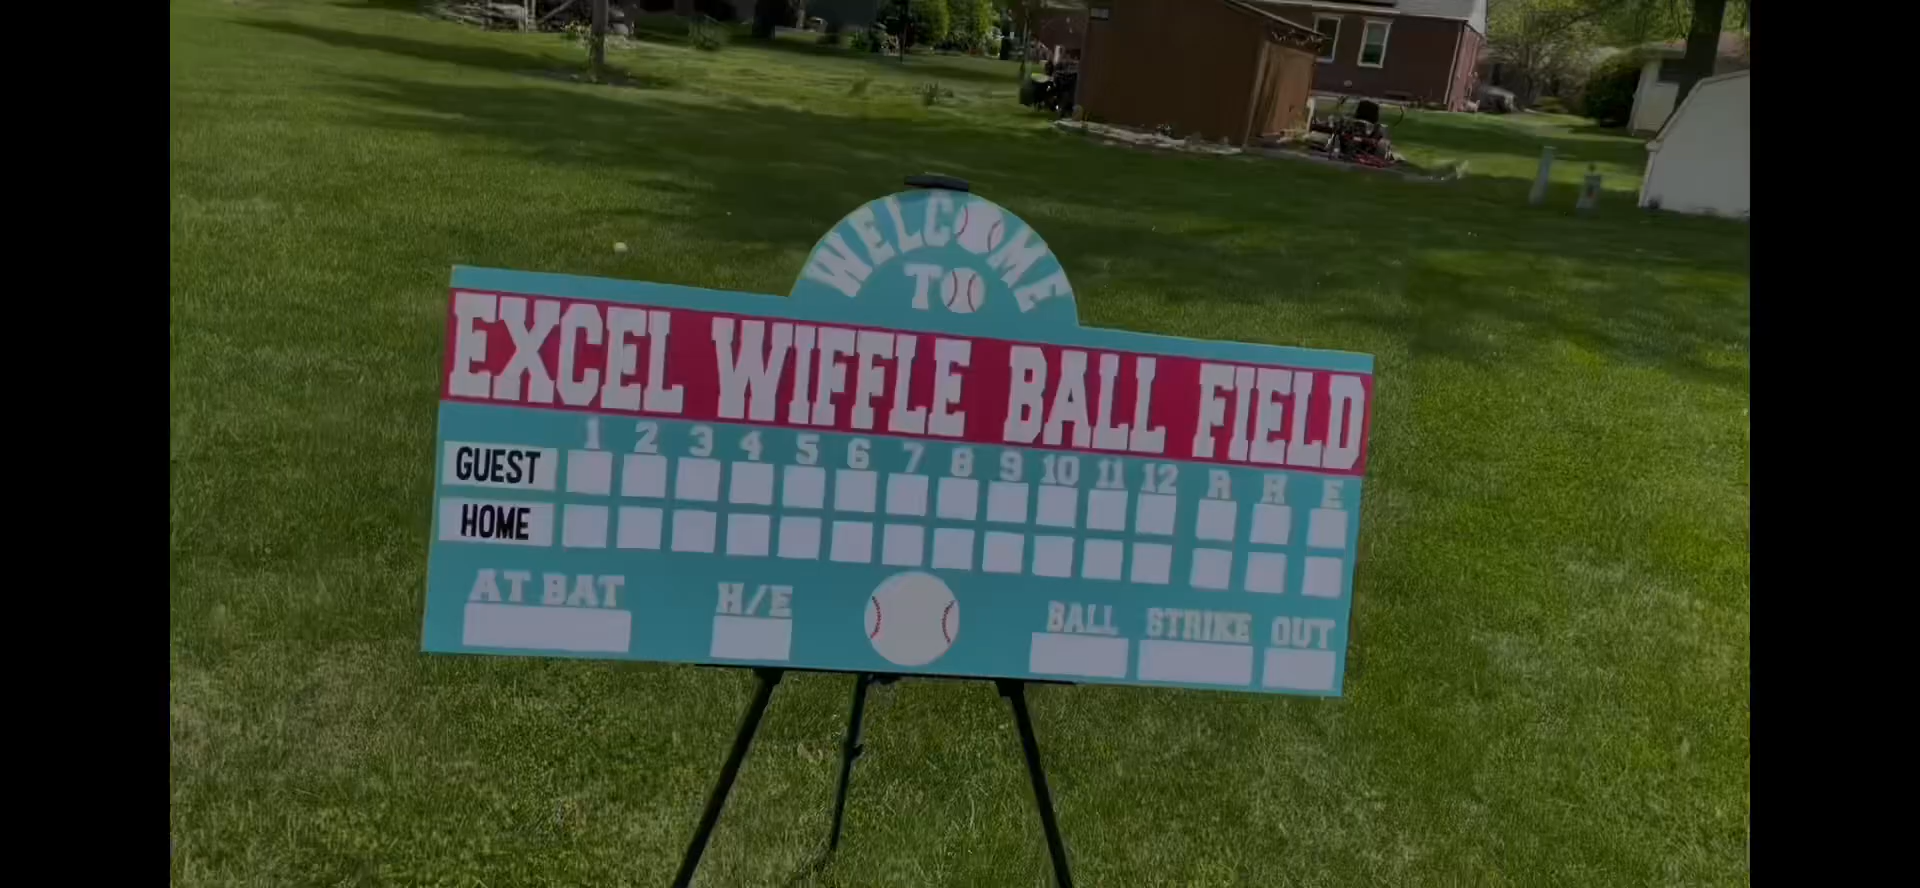 WELCOME
TO
EXCEL WIFFLE BALL FIELD
1 2 3 4 5 6 7 8 9 10 11 12 R H E
GUEST
HOME
AT BAT H/E BALL STRIKE OUT